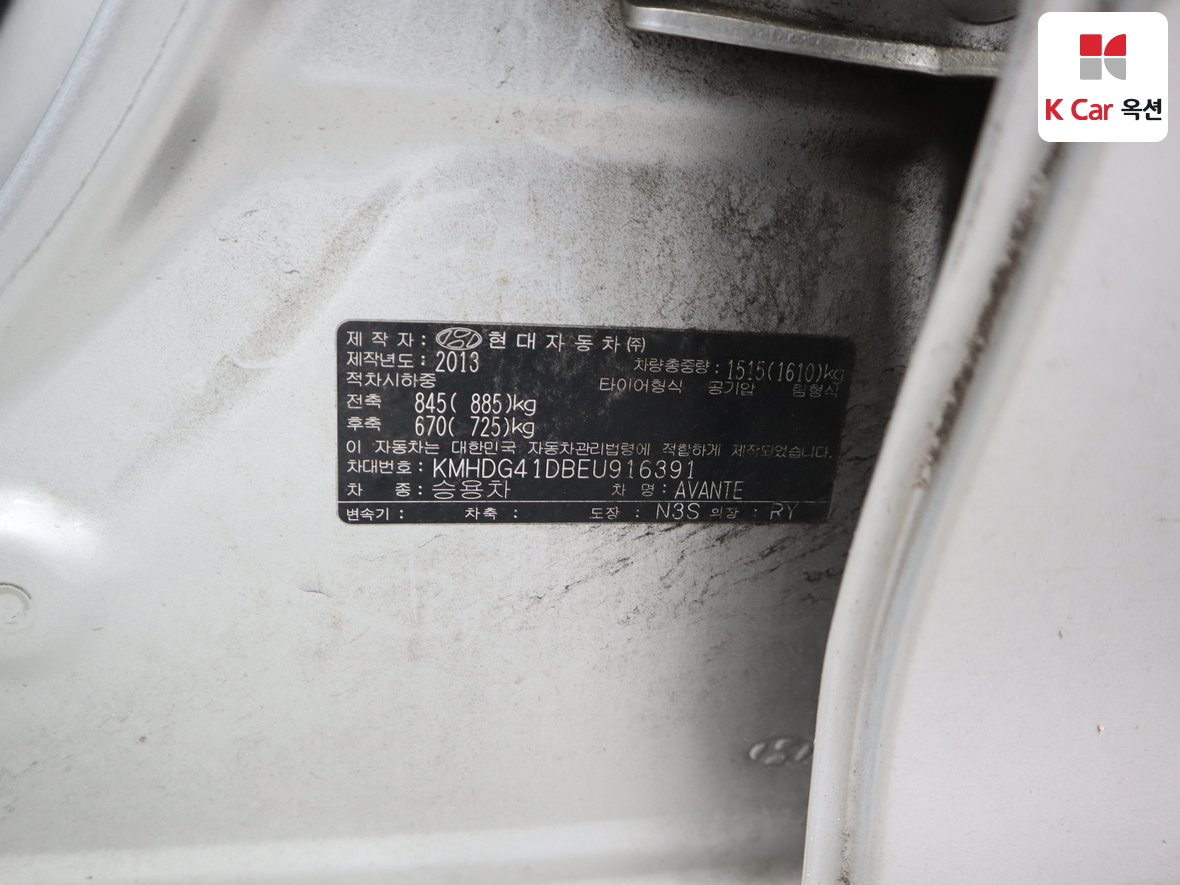 K Car 옥션
제 작 자 : 현 대 자 동 차 ㈜
제작년도 : 2013 차량총중량 : 1515(1610)kg
적차시하중 타이어형식 공기압 림형식
전축 845( 885)kg
후축 670( 725)kg
이 자동차는 대한민국 자동차관리법령에 적합하게 제작되었습니다.
차대번호 : KMHDG41DBEU916391
차 종 : 승용차 차 명 : AVANTE
변속기 : 차축 : 도장 : N3S 의장 : RY